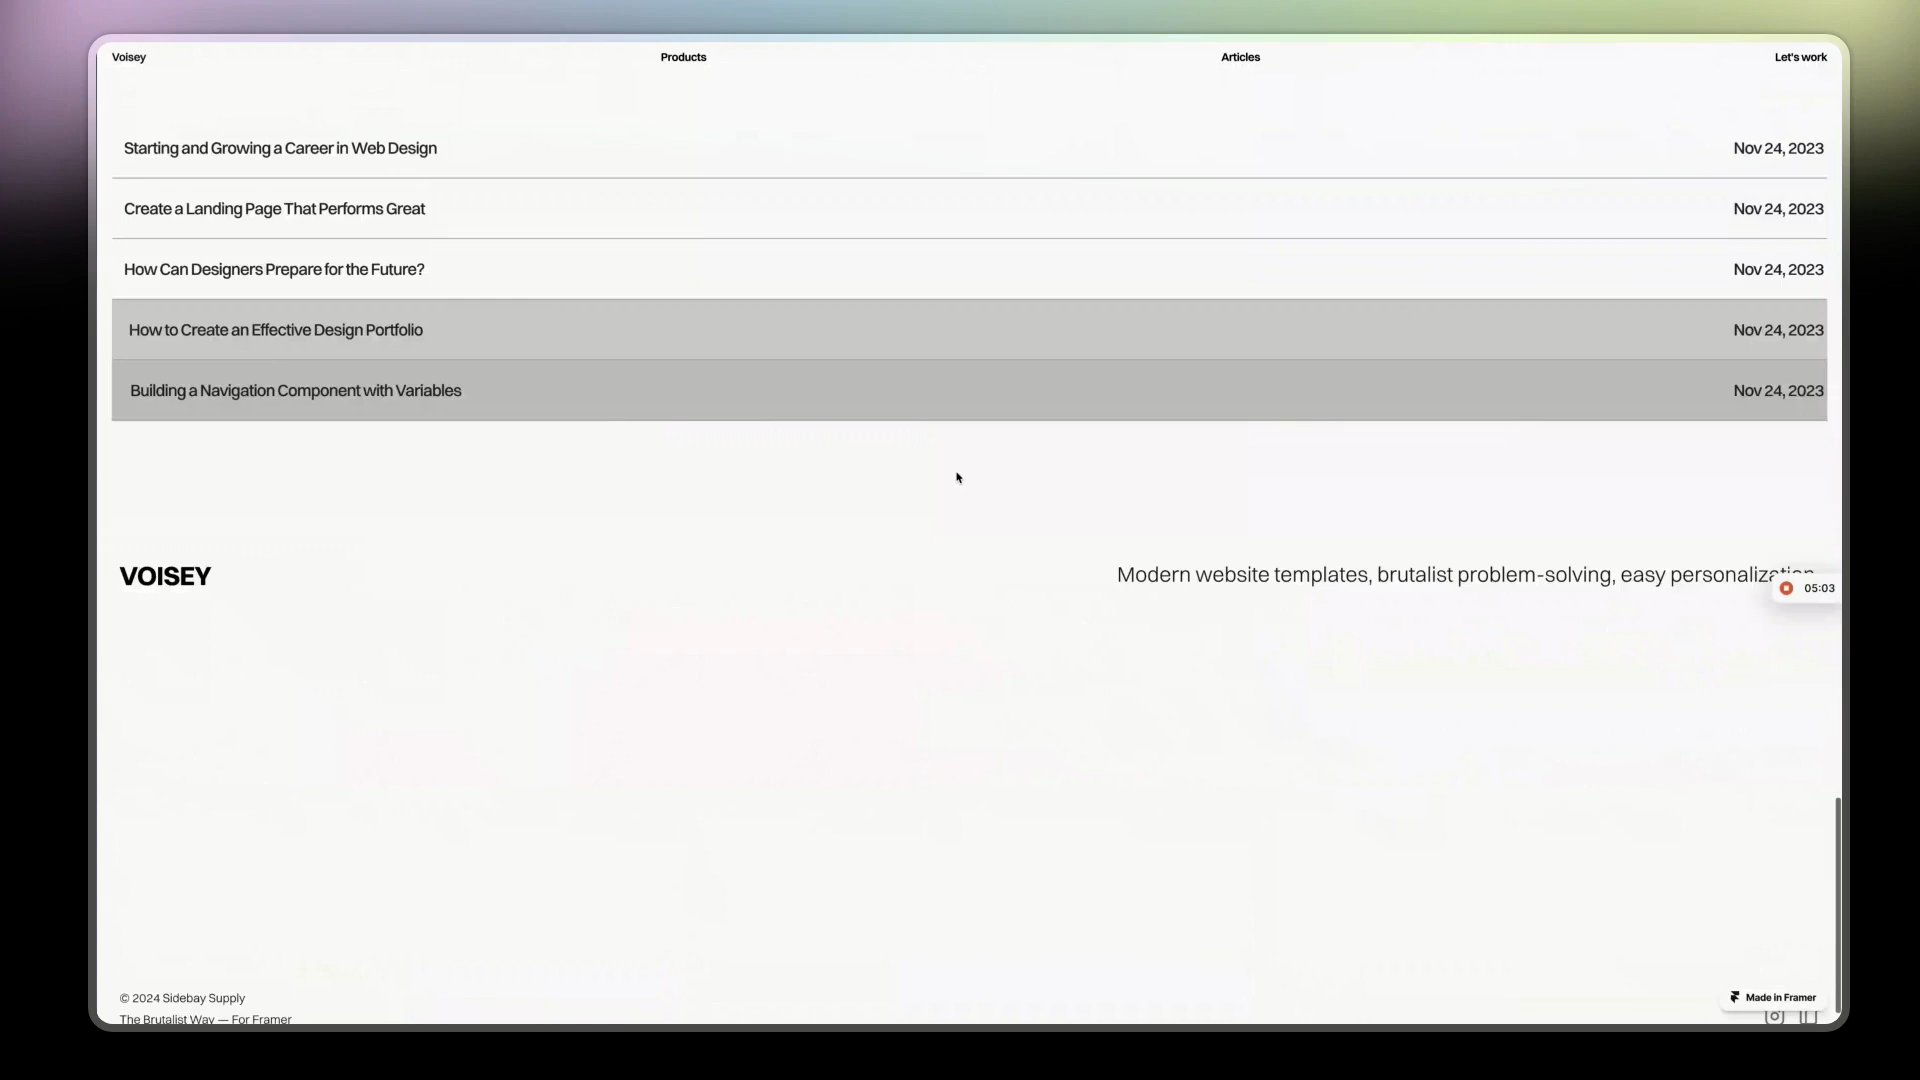 Voisey Products Articles Let's work
Starting and Growing a Career in Web Design Nov 24, 2023
Create a Landing Page That Performs Great Nov 24, 2023
How Can Designers Prepare for the Future? Nov 24, 2023
How to Create an Effective Design Portfolio Nov 24, 2023
Building a Navigation Component with Variables Nov 24, 2023
VOISEY Modern website templates, brutalist problem-solving, easy personalization
05:03
© 2024 Sidebay Supply Made in Framer
The Brutalist Way — For Framer